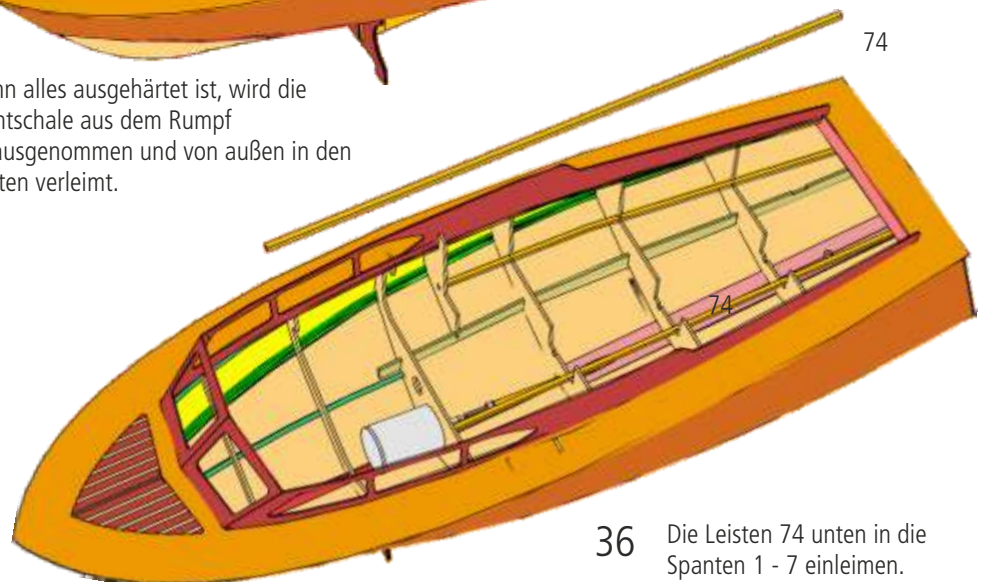 74
nn alles ausgehärtet ist, wird die
ntschale aus dem Rumpf
ausgenommen und von außen in den
ten verleimt.
74
36
Die Leisten 74 unten in die
Spanten 1 - 7 einleimen.